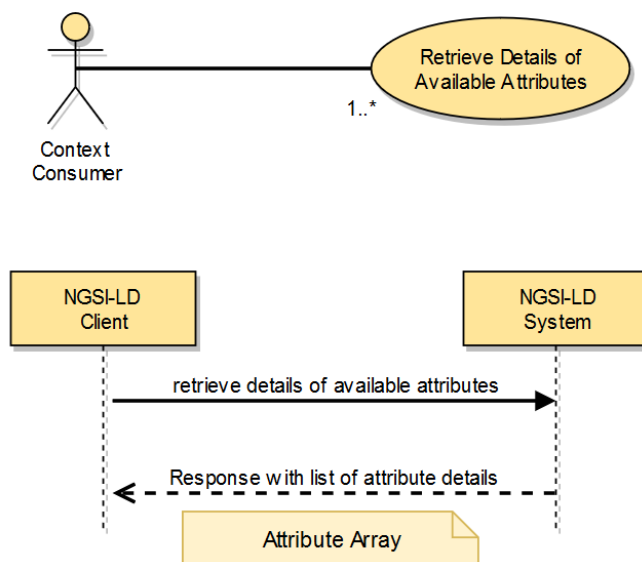 Retrieve Details of
Available Attributes
1..*
Context
Consumer
NGSI-LD
Client
NGSI-LD
System
retrieve details of available attributes
Response with list of attribute details
Attribute Array